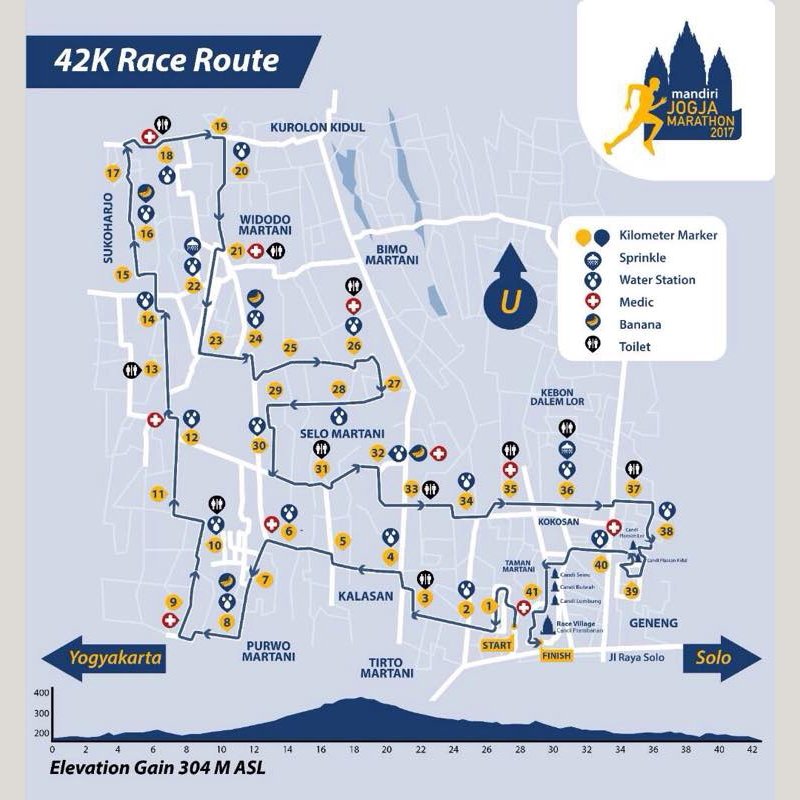 42K Race Route
mandiri
JOGJA
MARATHON
2017
KUROLON KIDUL
19
18
20
17
SUKOHARJO
16
WIDODO
MARTANI
21
BIMO
MARTANI
15
22
U
Kilometer Marker
Sprinkle
Water Station
Medic
Banana
Toilet
14
23
24
25
26
13
29
28
27
KEBON
DALEM LOR
12
30
SELO MARTANI
31
32
11
33
34
35
36
37
10
6
5
4
KOKOSAN
38
Candi
Plaosan Lor
Candi Plaosan Kidul
40
39
9
8
7
KALASAN
3
2
1
TAMAN
MARTANI
41
Candi Sewu
Candi Bubrah
Candi Lumbung
Race Village
Candi Prambanan
GENENG
START
FINISH
PURWO
MARTANI
TIRTO
MARTANI
Jl Raya Solo
Yogyakarta
Solo
400
300
200
0 2 4 6 8 10 12 14 16 18 20 22 24 26 28 30 32 34 36 38 40 42
Elevation Gain 304 M ASL